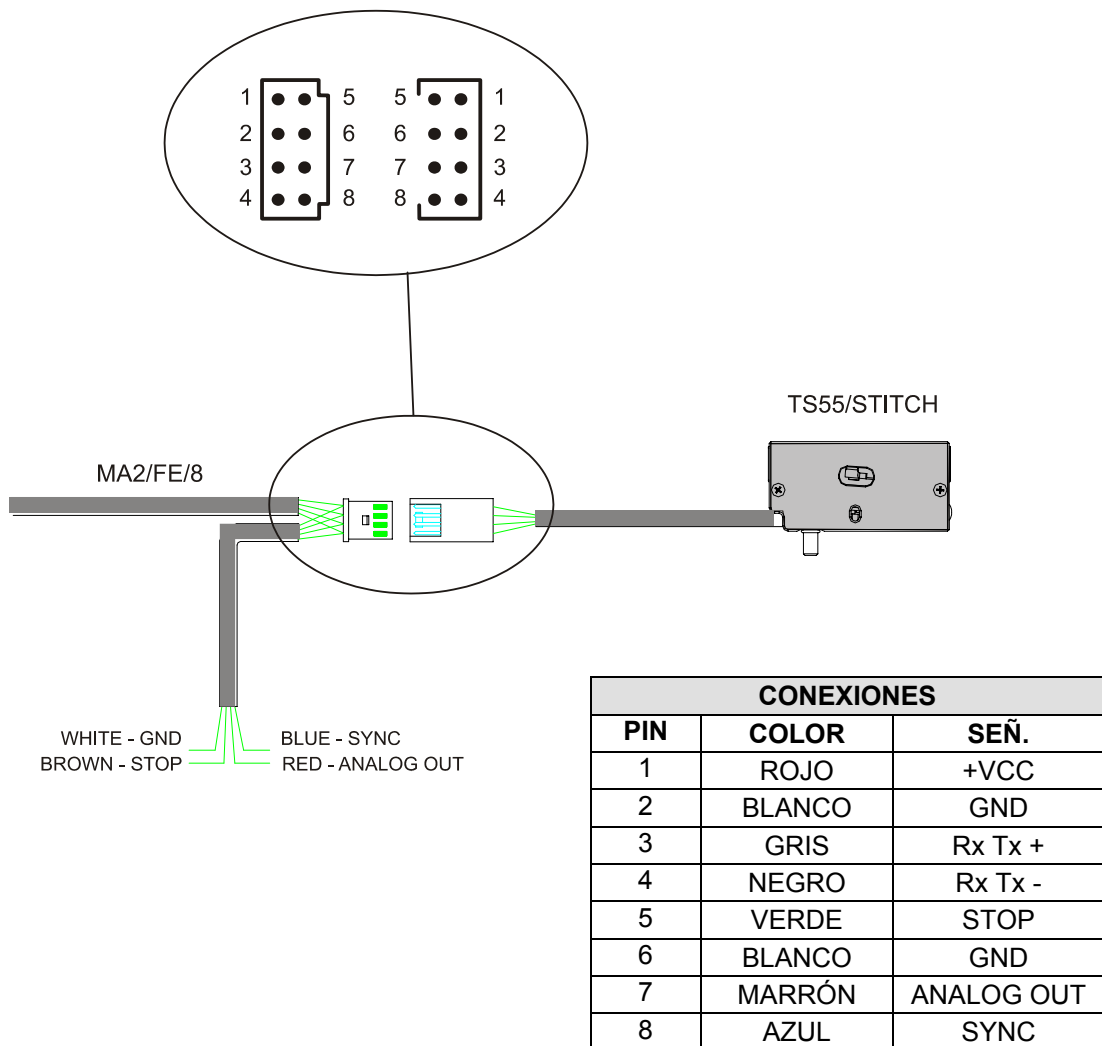 1 5 5 1
2 6 6 2
3 7 7 3
4 8 8 4
TS55/STITCH
MA2/FE/8
WHITE - GND BLUE - SYNC
BROWN - STOP RED - ANALOG OUT
CONEXIONES
PIN COLOR SEÑ.
1 ROJO +VCC
2 BLANCO GND
3 GRIS Rx Tx +
4 NEGRO Rx Tx -
5 VERDE STOP
6 BLANCO GND
7 MARRÓN ANALOG OUT
8 AZUL SYNC